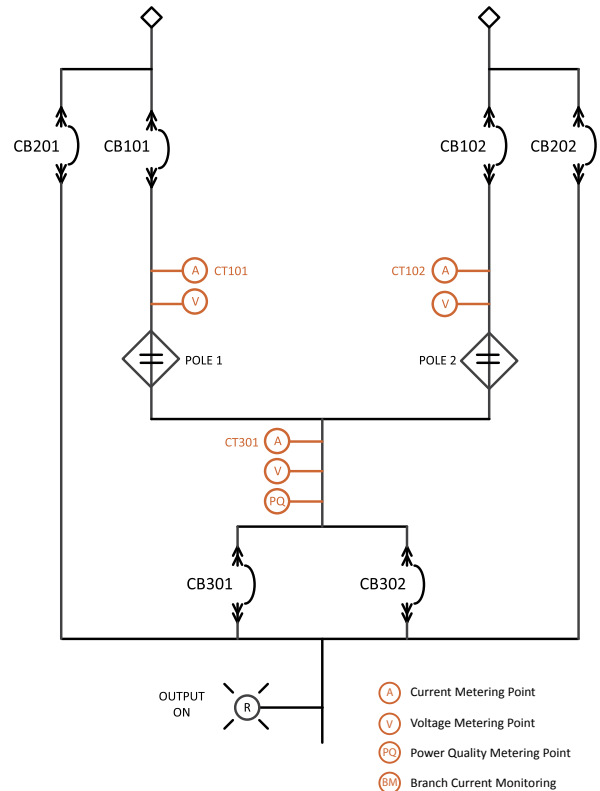 CB201
CB101
CB102
CB202
A
CT101
CT102
A
V
V
POLE 1
POLE 2
CT301
A
V
PQ
CB301
CB302
OUTPUT
ON
R
A Current Metering Point
V Voltage Metering Point
PQ Power Quality Metering Point
BM Branch Current Monitoring